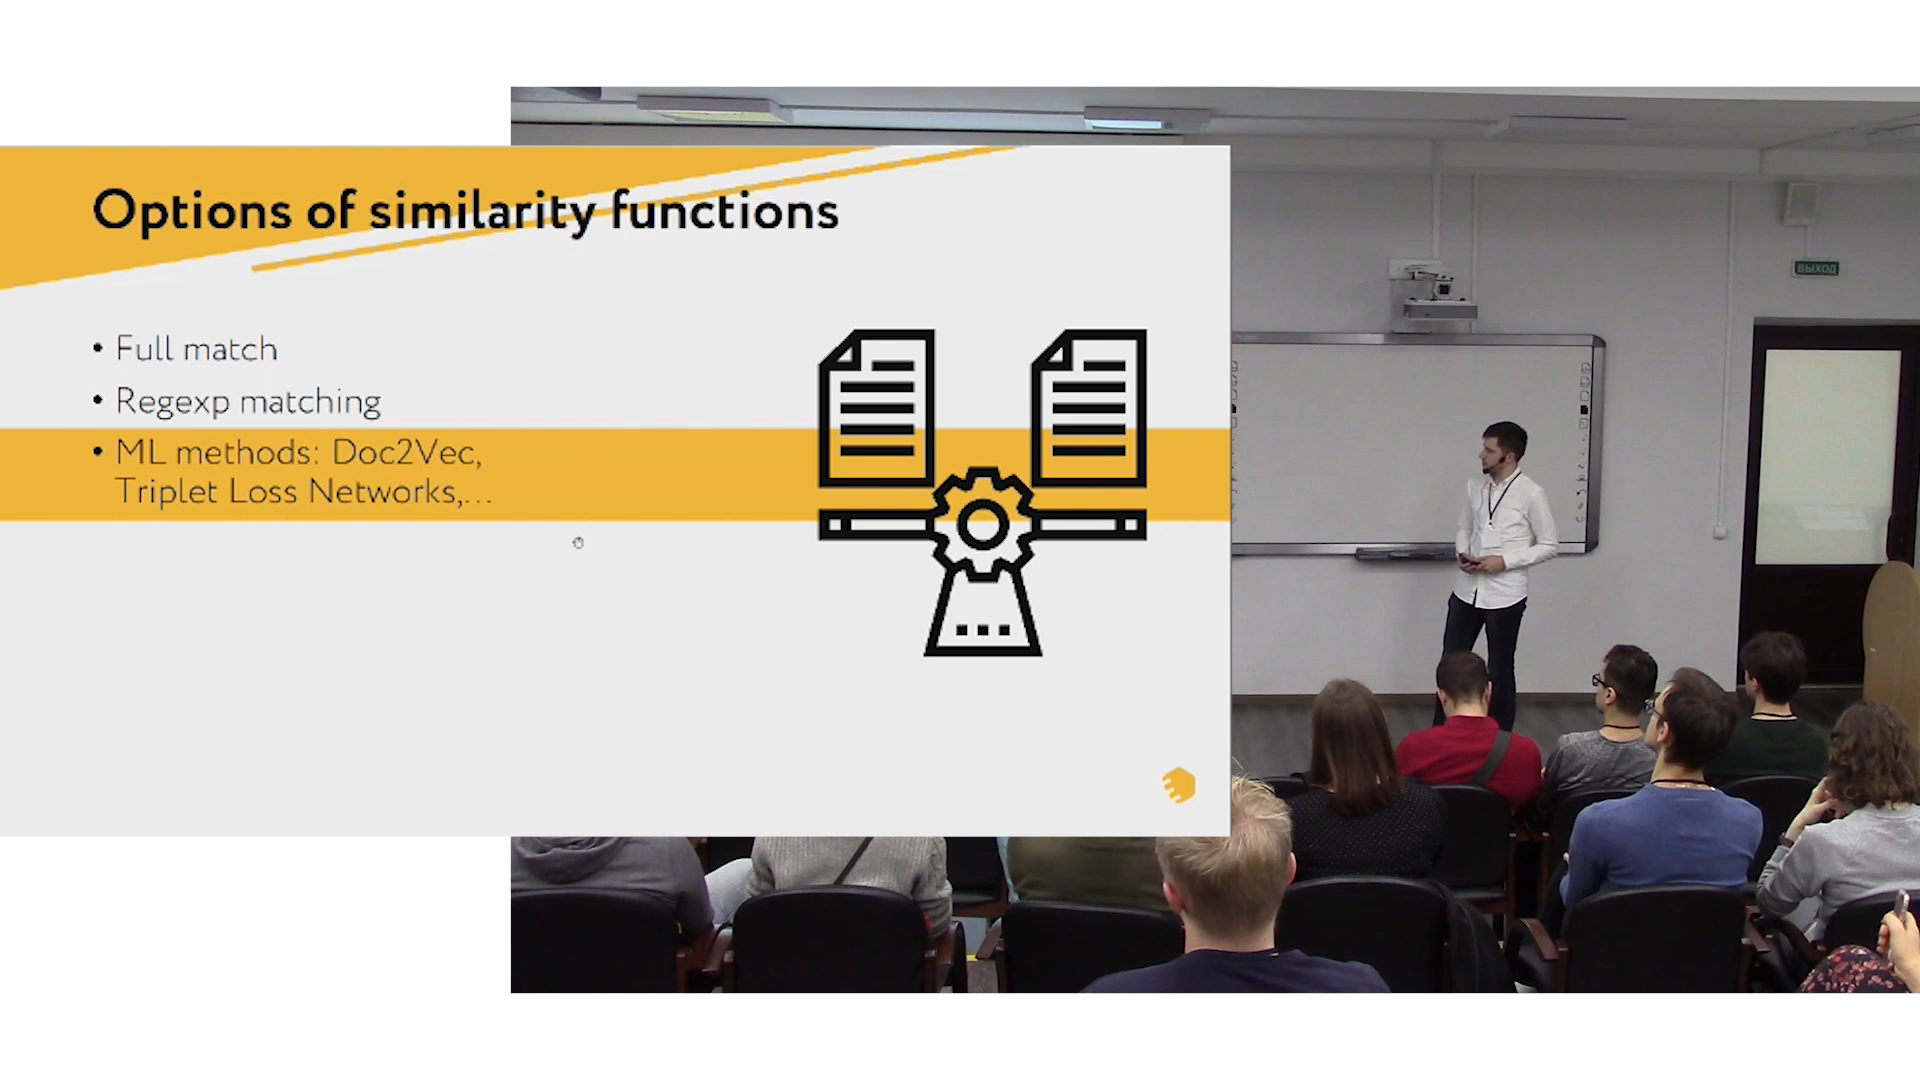 Options of similarity functions
• Full match
• Regexp matching
• ML methods: Doc2Vec,
Triplet Loss Networks,...
ВЫХОД